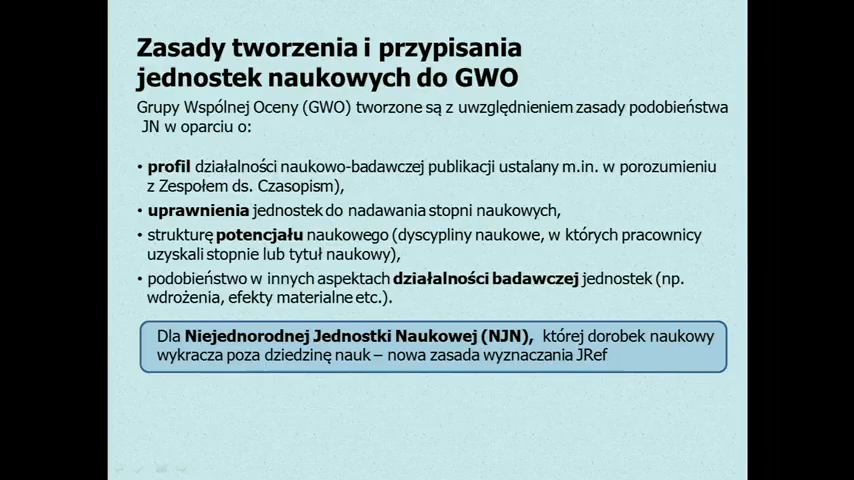 Zasady tworzenia i przypisania
jednostek naukowych do GWO
Grupy Wspólnej Oceny (GWO) tworzone są z uwzględnieniem zasady podobieństwa
JN w oparciu o:
• profil działalności naukowo-badawczej publikacji ustalany m.in. w porozumieniu
z Zespołem ds. Czasopism),
• uprawnienia jednostek do nadawania stopni naukowych,
• strukturę potencjału naukowego (dyscypliny naukowe, w których pracownicy
uzyskali stopnie lub tytuł naukowy),
• podobieństwo w innych aspektach działalności badawczej jednostek (np.
wdrożenia, efekty materialne etc.).
Dla Niejednorodnej Jednostki Naukowej (NJN), której dorobek naukowy
wykracza poza dziedzinę nauk – nowa zasada wyznaczania JRef